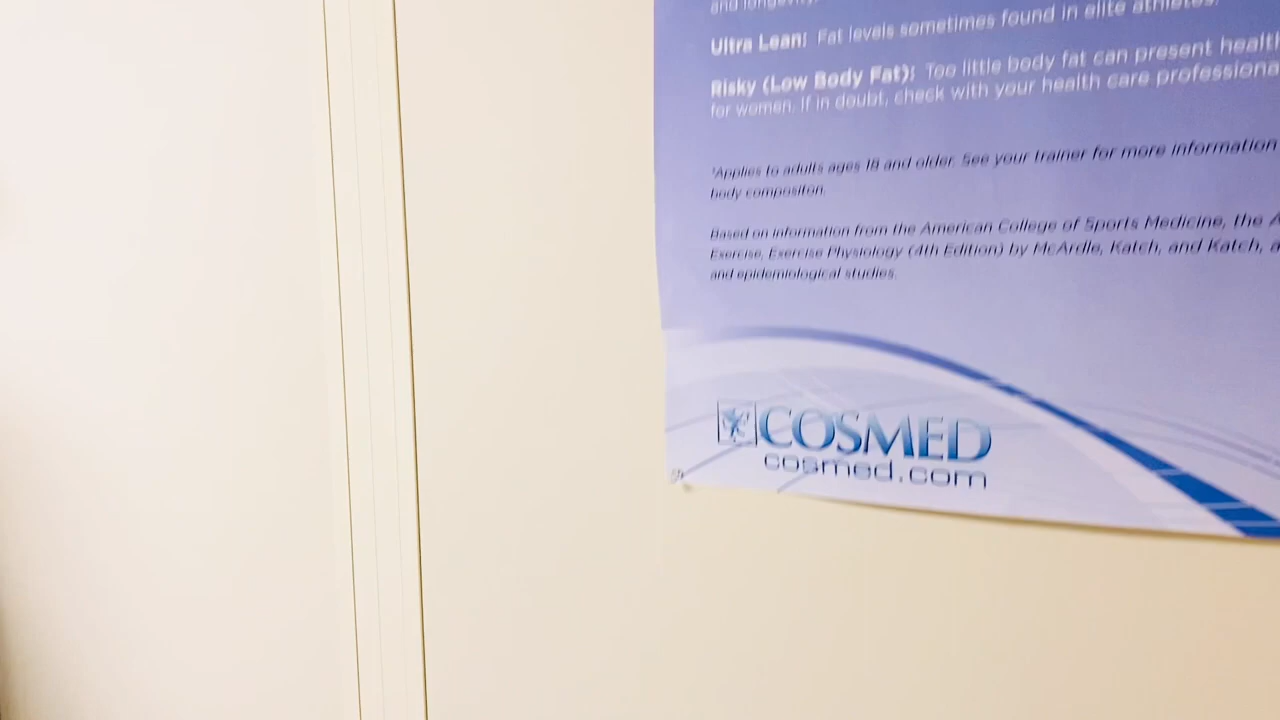 and longevity.
Ultra Lean: Fat levels sometimes found in elite athletes.
Risky (Low Body Fat): Too little body fat can present health
for women. If in doubt, check with your health care professional
*Applies to adults ages 18 and older. See your trainer for more information
body compositon.
Based on information from the American College of Sports Medicine, the
Exercise, Exercise Physiology (4th Edition) by McArdle, Katch, and Katch,
and epidemiological studies.
COSMED
cosmed.com